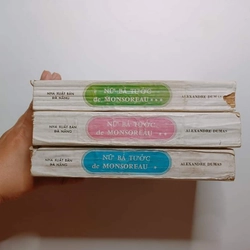 NHÀ XUẤT BẢN
ĐÀ NẴNG
NỮ BÁ TƯỚC
de MONSOREAU ★★★
ALEXANDRE DUMAS
NHÀ XUẤT BẢN
ĐÀ NẴNG
NỮ BÁ TƯỚC
de MONSOREAU ★★
ALEXANDRE DUMAS
NHÀ XUẤT BẢN
ĐÀ NẴNG
NỮ BÁ TƯỚC
de MONSOREAU ★
ALEXANDRE DUMAS